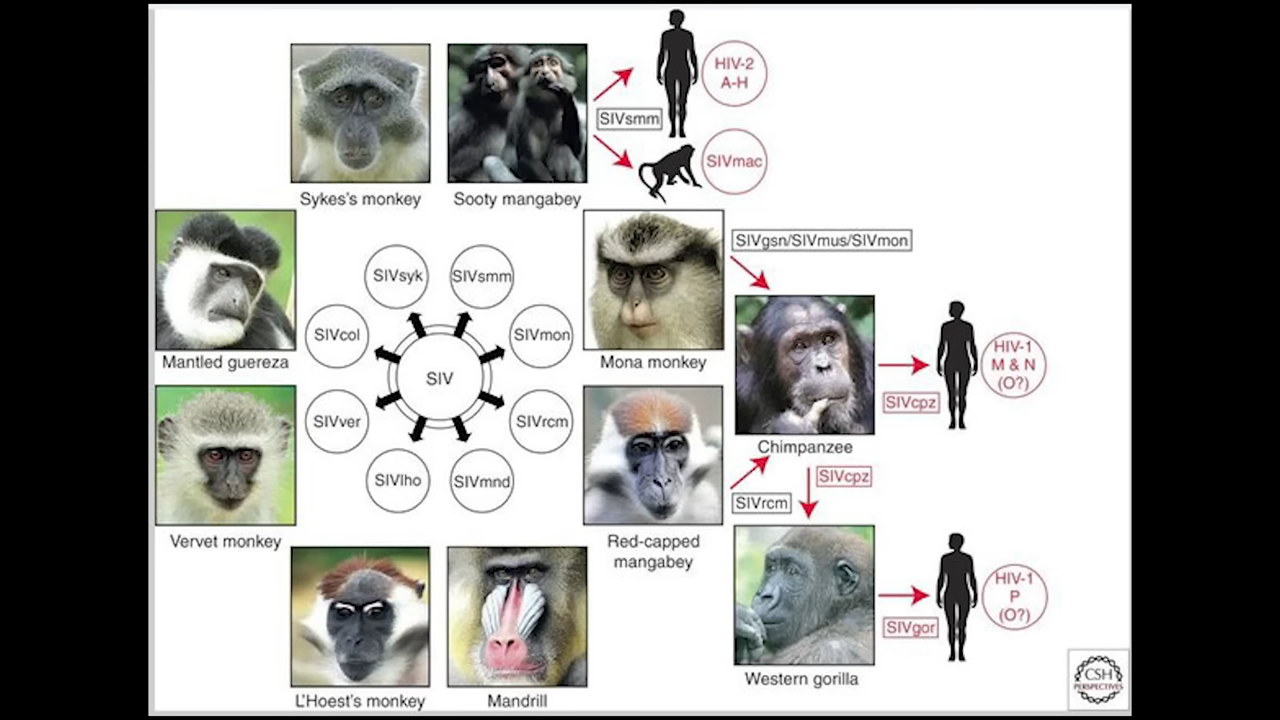 HIV-2
A-H
SIVsmm
SIVmac
Sykes's monkey
Sooty mangabey
SIVgsn/SIVmus/SIVmon
SIVsyk
SIVsmm
SIVcol
SIVmon
Mantled guereza
Mona monkey
HIV-1
M & N
(O?)
SIV
SIVcpz
SIVver
SIVrcm
Chimpanzee
SIVcpz
SIVlho
SIVmnd
SIVrcm
Vervet monkey
Red-capped
mangabey
HIV-1
P
(O?)
SIVgor
Western gorilla
L'Hoest's monkey
Mandrill
CSH
PERSPECTIVES